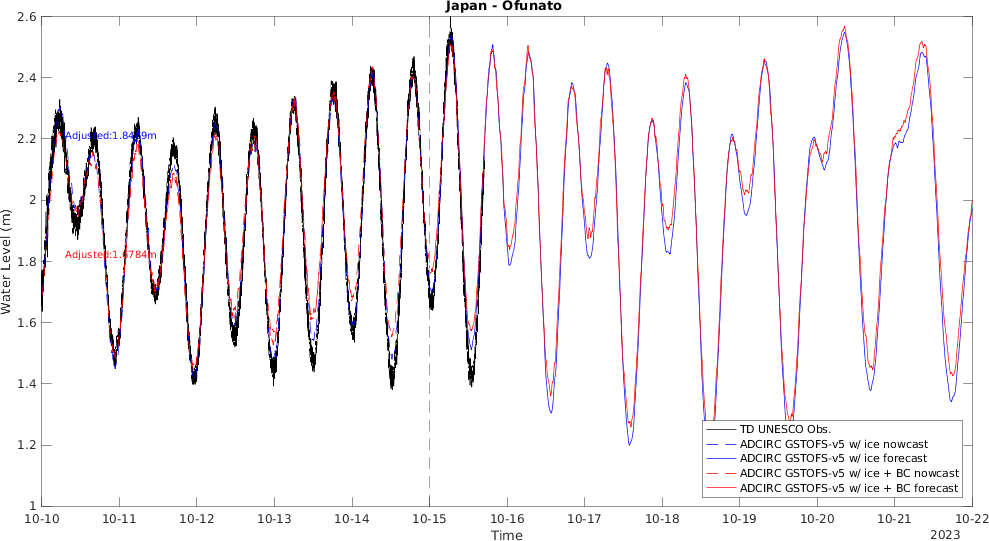 Japan - Ofunato
2.6
2.4
2.2
2
1.8
1.6
1.4
1.2
1
Water Level (m)
Adjusted:1.8449m
Adjusted:1.6784m
TD UNESCO Obs.
ADCIRC GSTOFS-v5 w/ ice nowcast
ADCIRC GSTOFS-v5 w/ ice forecast
ADCIRC GSTOFS-v5 w/ ice + BC nowcast
ADCIRC GSTOFS-v5 w/ ice + BC forecast
10-10 10-11 10-12 10-13 10-14 10-15 10-16 10-17 10-18 10-19 10-20 10-21 10-22
Time
2023